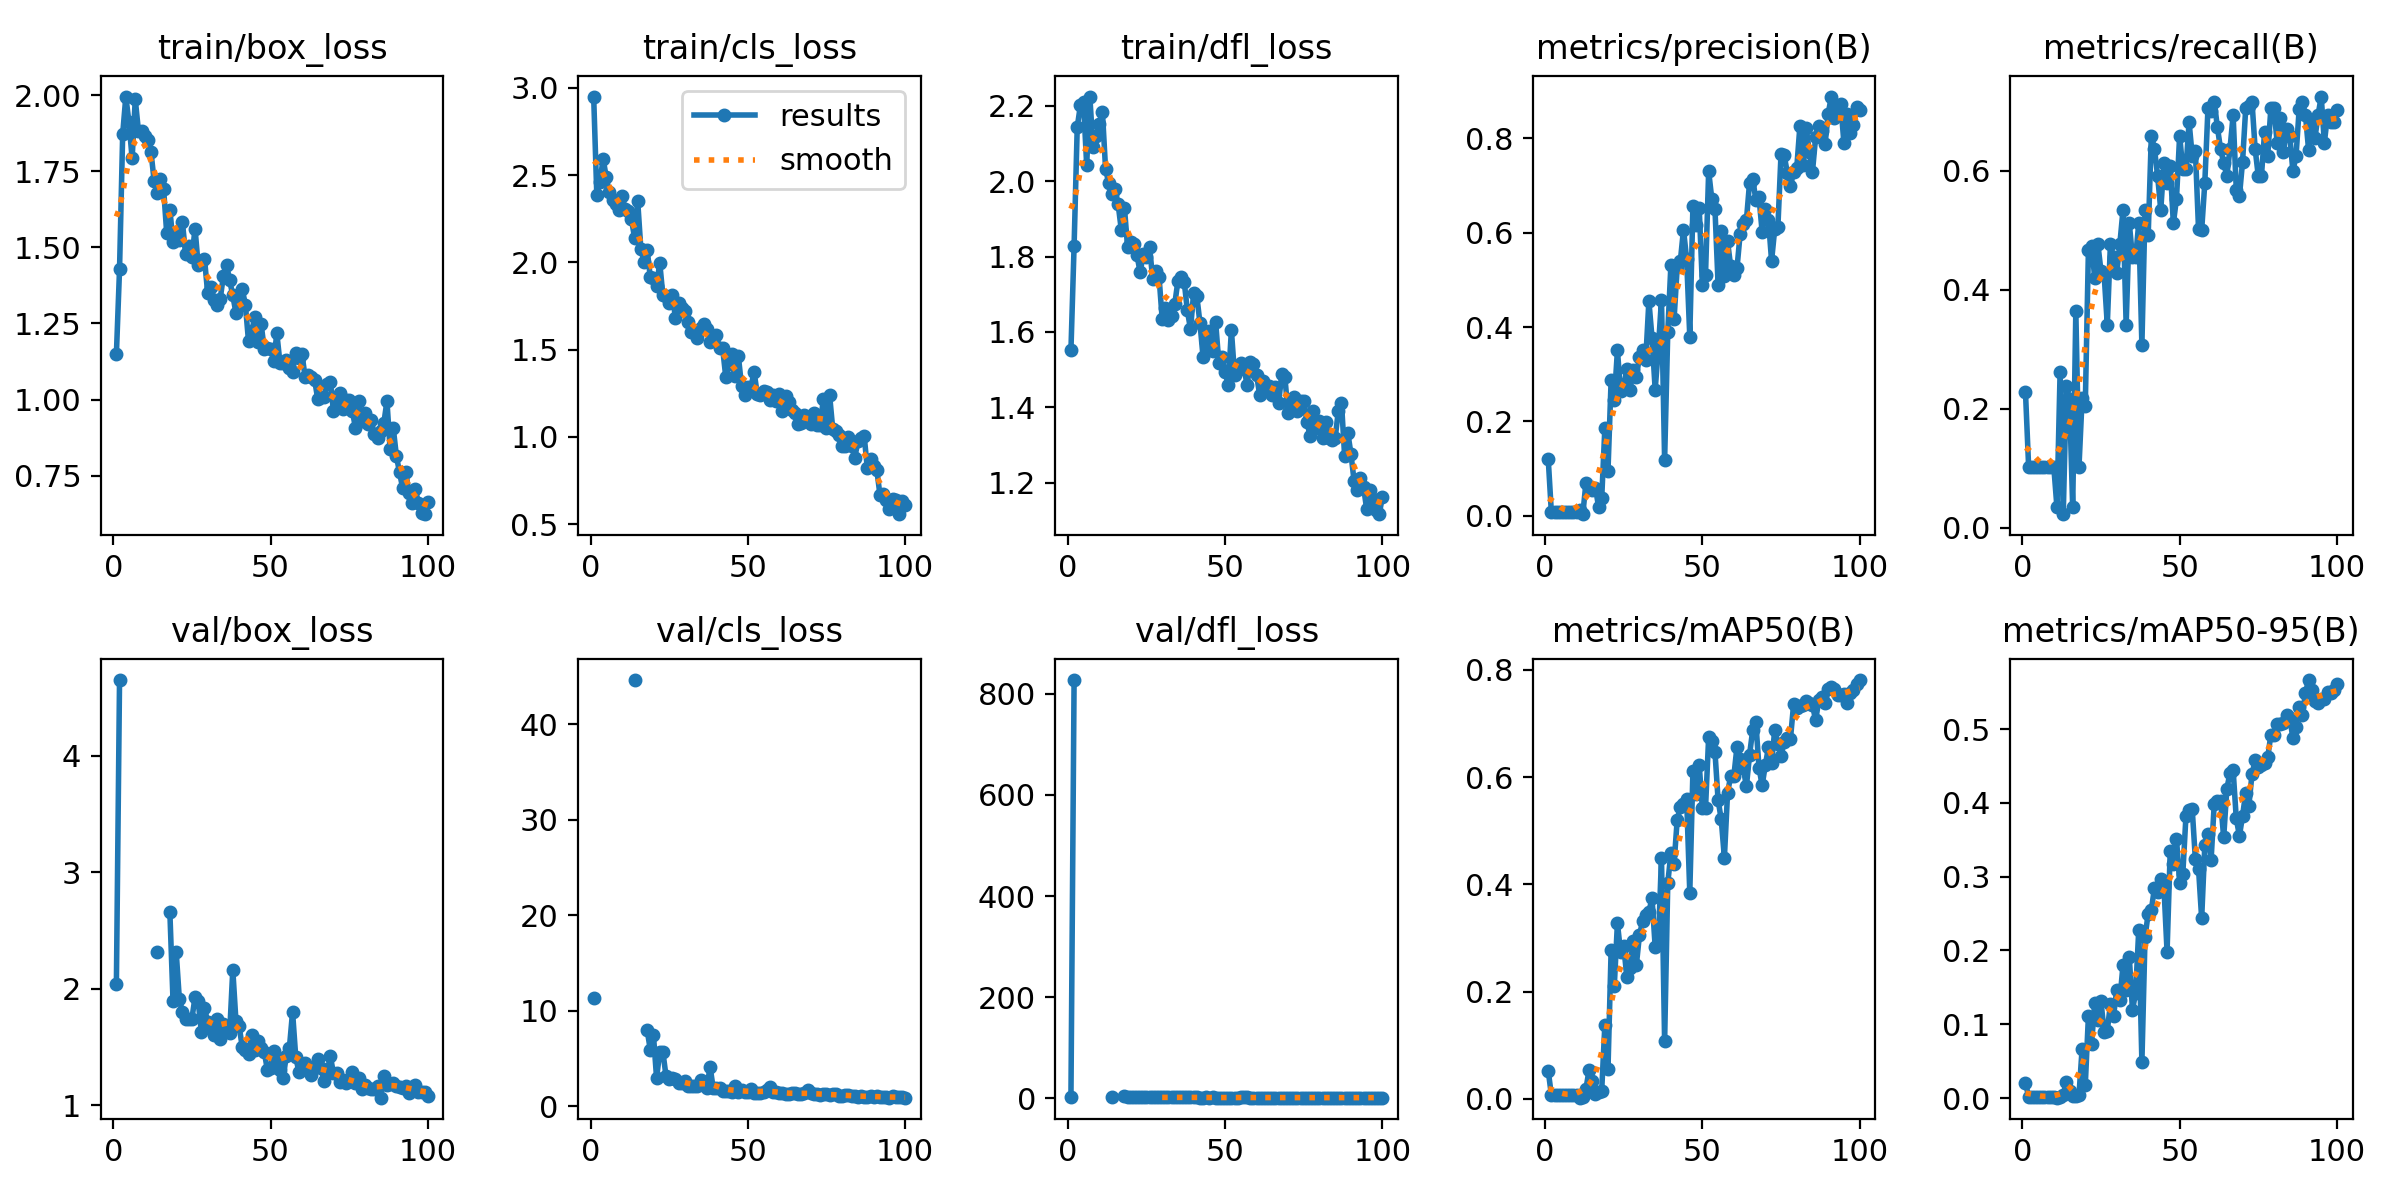 train/box_loss
2.00
1.75
1.50
1.25
1.00
0.75
0 50 100
train/cls_loss
results
smooth
3.0
2.5
2.0
1.5
1.0
0.5
0 50 100
train/dfl_loss
2.2
2.0
1.8
1.6
1.4
1.2
0 50 100
metrics/precision(B)
0.8
0.6
0.4
0.2
0.0
0 50 100
metrics/recall(B)
0.6
0.4
0.2
0.0
0 50 100
val/box_loss
4
3
2
1
0 50 100
val/cls_loss
40
30
20
10
0
0 50 100
val/dfl_loss
800
600
400
200
0
0 50 100
metrics/mAP50(B)
0.8
0.6
0.4
0.2
0.0
0 50 100
metrics/mAP50-95(B)
0.5
0.4
0.3
0.2
0.1
0.0
0 50 100